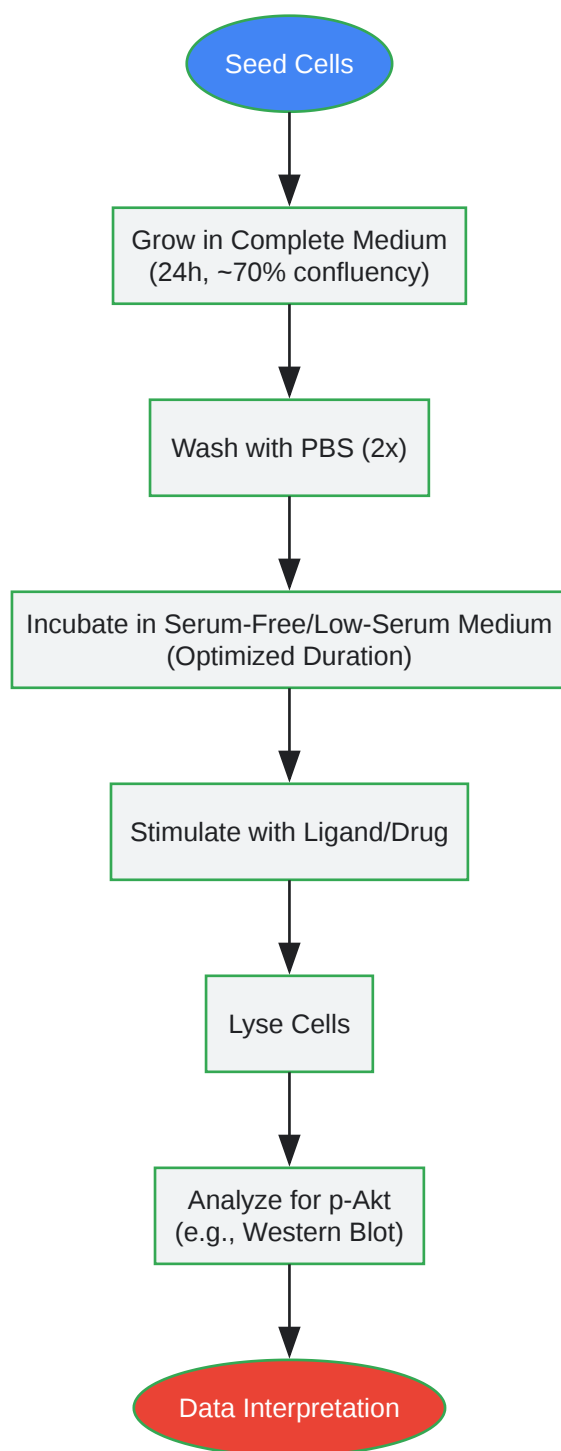 Seed Cells
Grow in Complete Medium
(24h, ~70% confluency)
Wash with PBS (2x)
Incubate in Serum-Free/Low-Serum Medium
(Optimized Duration)
Stimulate with Ligand/Drug
Lyse Cells
Analyze for p-Akt
(e.g., Western Blot)
Data Interpretation